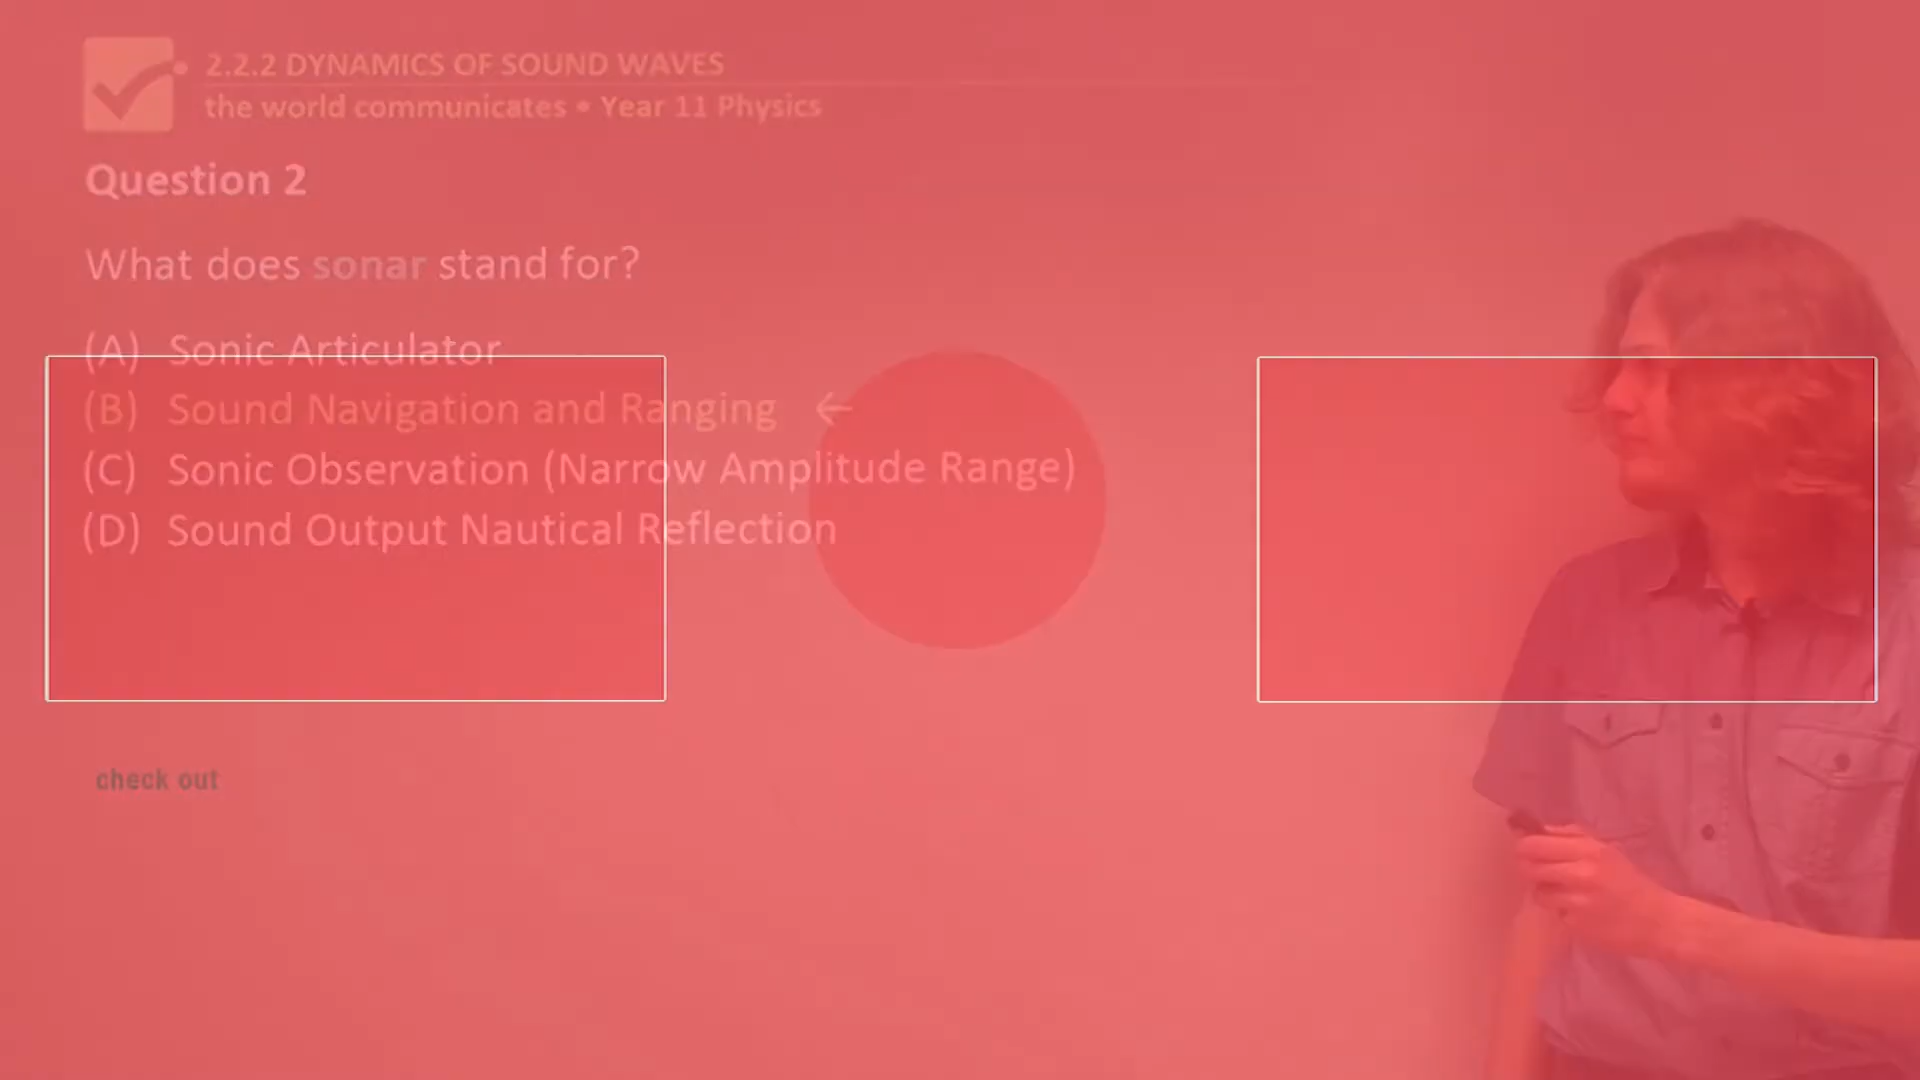 2.2.2 DYNAMICS OF SOUND WAVES
the world communicates • Year 11 Physics
Question 2
What does sonar stand for?
(A) Sonic Articulator
(B) Sound Navigation and Ranging ←
(C) Sonic Observation (Narrow Amplitude Range)
(D) Sound Output Nautical Reflection
check out